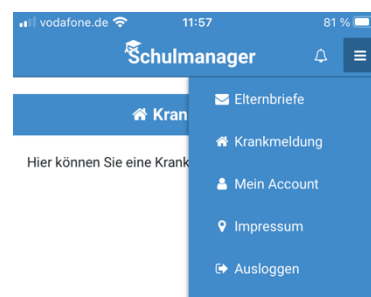 vodafone.de 11:57 81 %
Schulmanager
Elternbriefe
Kran
Krankmeldung
Hier können Sie eine Krank
Mein Account
Impressum
Ausloggen